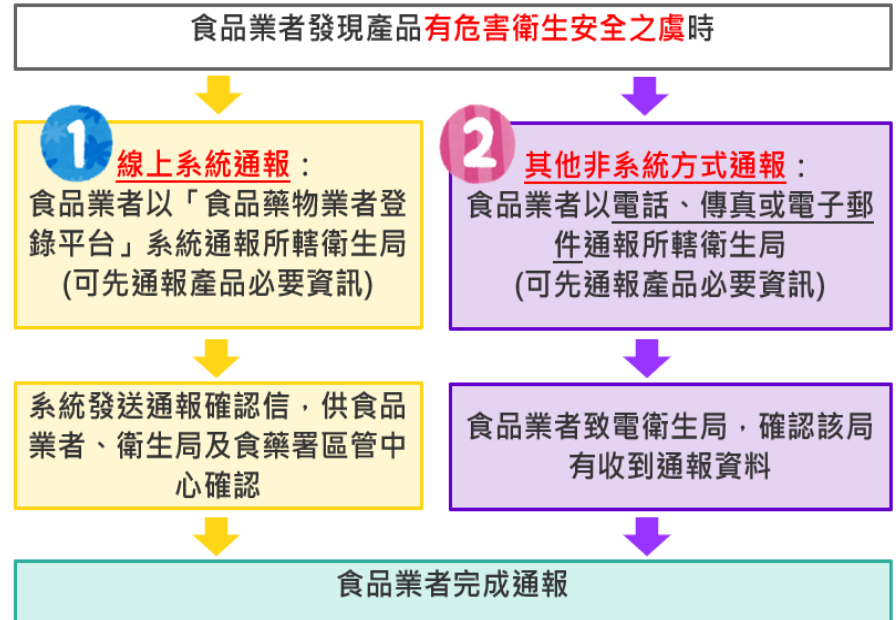 食品業者發現產品有危害衛生安全之虞時
1
線上系統通報：
食品業者以「食品藥物業者登
錄平台」系統通報所轄衛生局
(可先通報產品必要資訊)
2
其他非系統方式通報：
食品業者以電話、傳真或電子郵
件通報所轄衛生局
(可先通報產品必要資訊)
系統發送通報確認信，供食品
業者、衛生局及食藥署區管中
心確認
食品業者致電衛生局，確認該局
有收到通報資料
食品業者完成通報